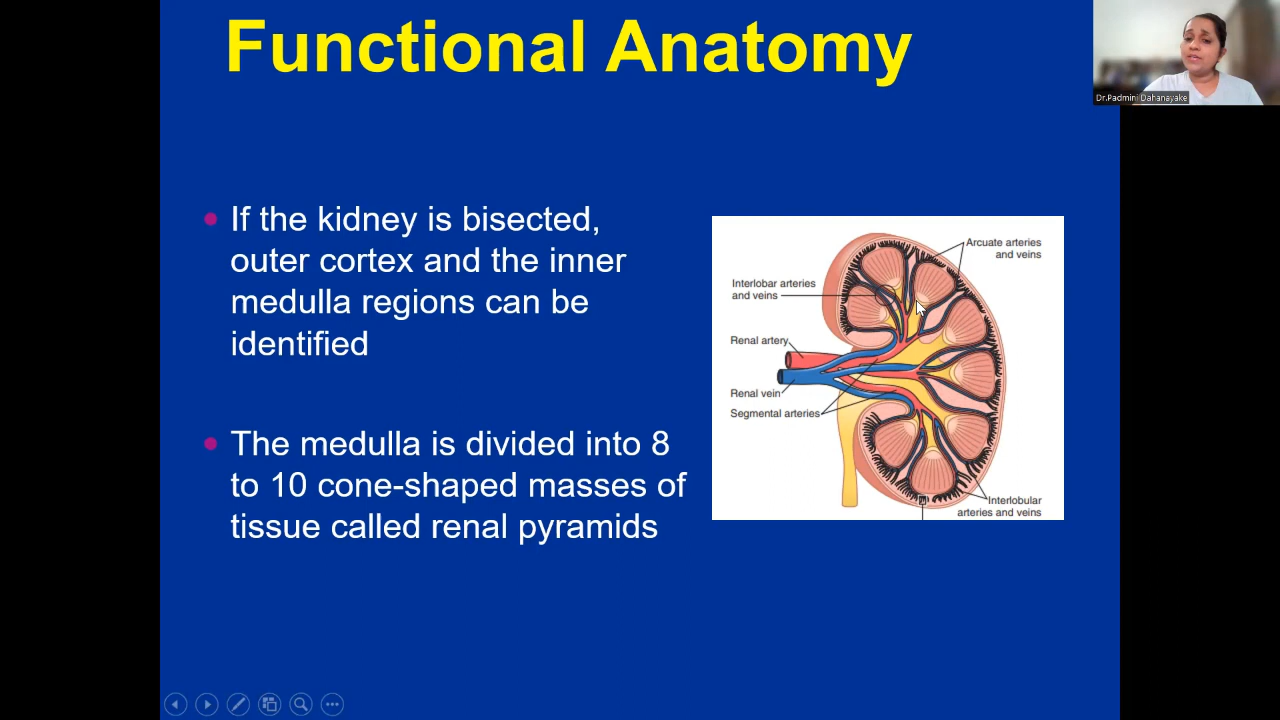 Functional Anatomy
Dr.Padmini Dahanayake
If the kidney is bisected,
outer cortex and the inner
medulla regions can be
identified
The medulla is divided into 8
to 10 cone-shaped masses of
tissue called renal pyramids
Arcuate arteries
and veins
Interlobar arteries
and veins
Renal artery
Renal vein
Segmental arteries
Interlobular
arteries and veins